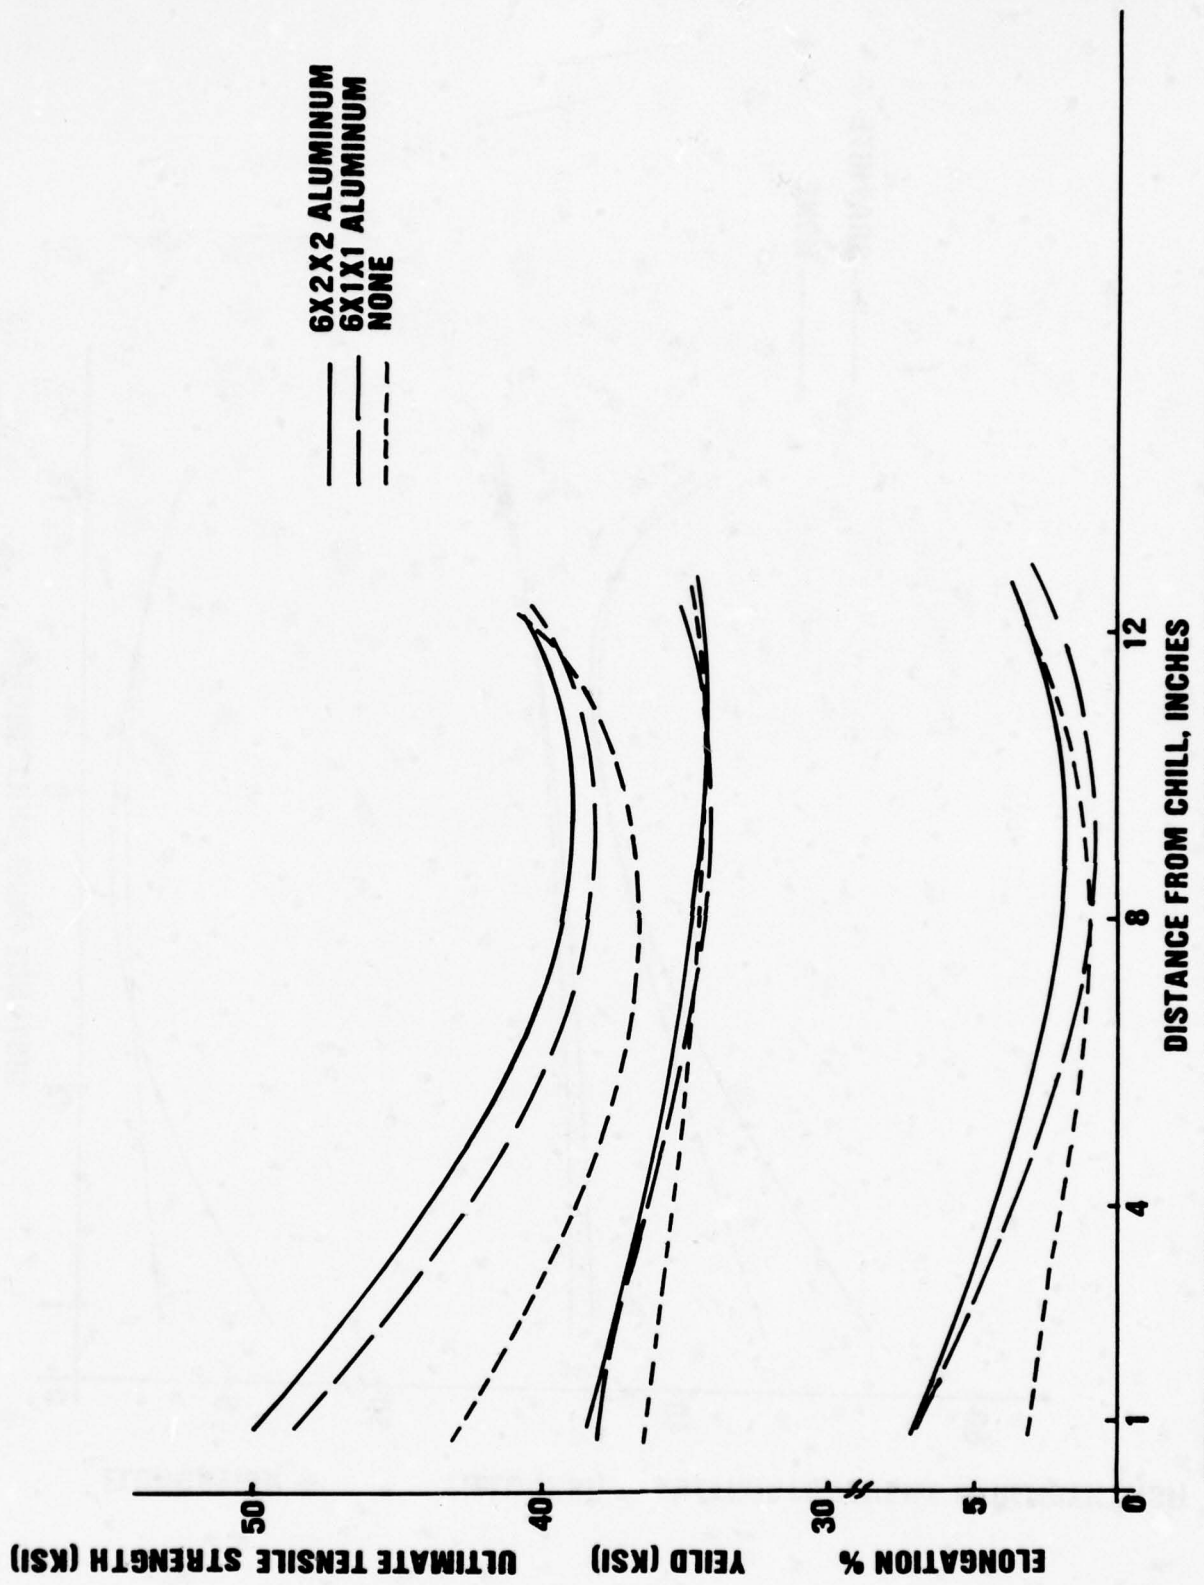 ULTIMATE TENSILE STRENGTH (KSI)
YEILD (KSI)
ELONGATION %
50
40
30
5
0
1
4
8
12
DISTANCE FROM CHILL, INCHES
6X2X2 ALUMINUM
6X1X1 ALUMINUM
NONE